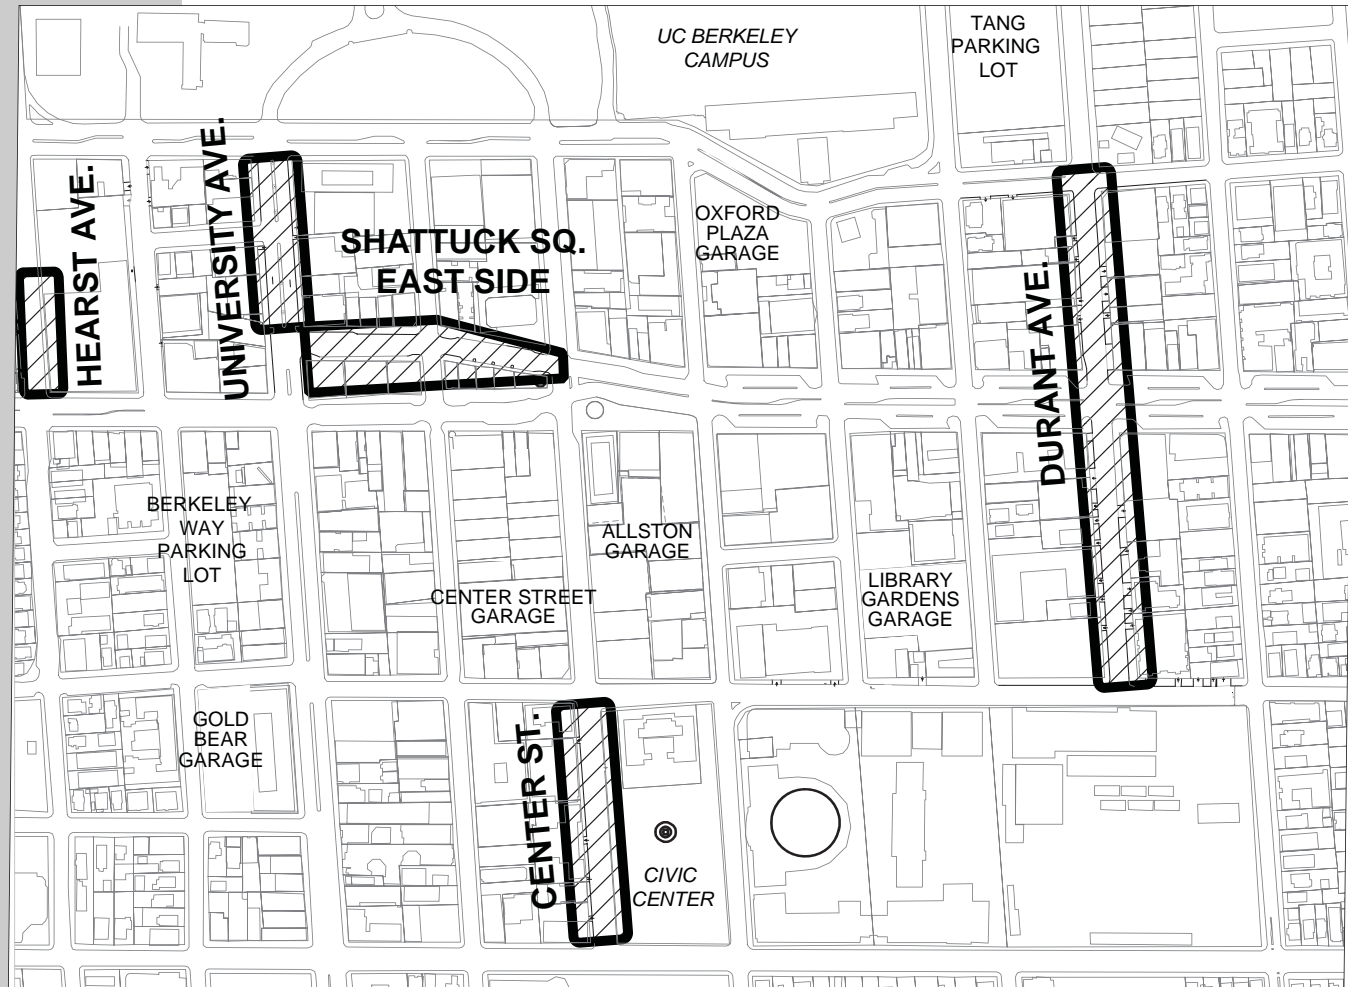 UC BERKELEY
CAMPUS
TANG
PARKING
LOT
HEARST AVE.
UNIVERSITY AVE.
SHATTUCK SQ.
EAST SIDE
OXFORD
PLAZA
GARAGE
DURANT AVE.
BERKELEY
WAY
PARKING
LOT
ALLSTON
GARAGE
CENTER STREET
GARAGE
LIBRARY
GARDENS
GARAGE
GOLD
BEAR
GARAGE
CENTER ST.
CIVIC
CENTER